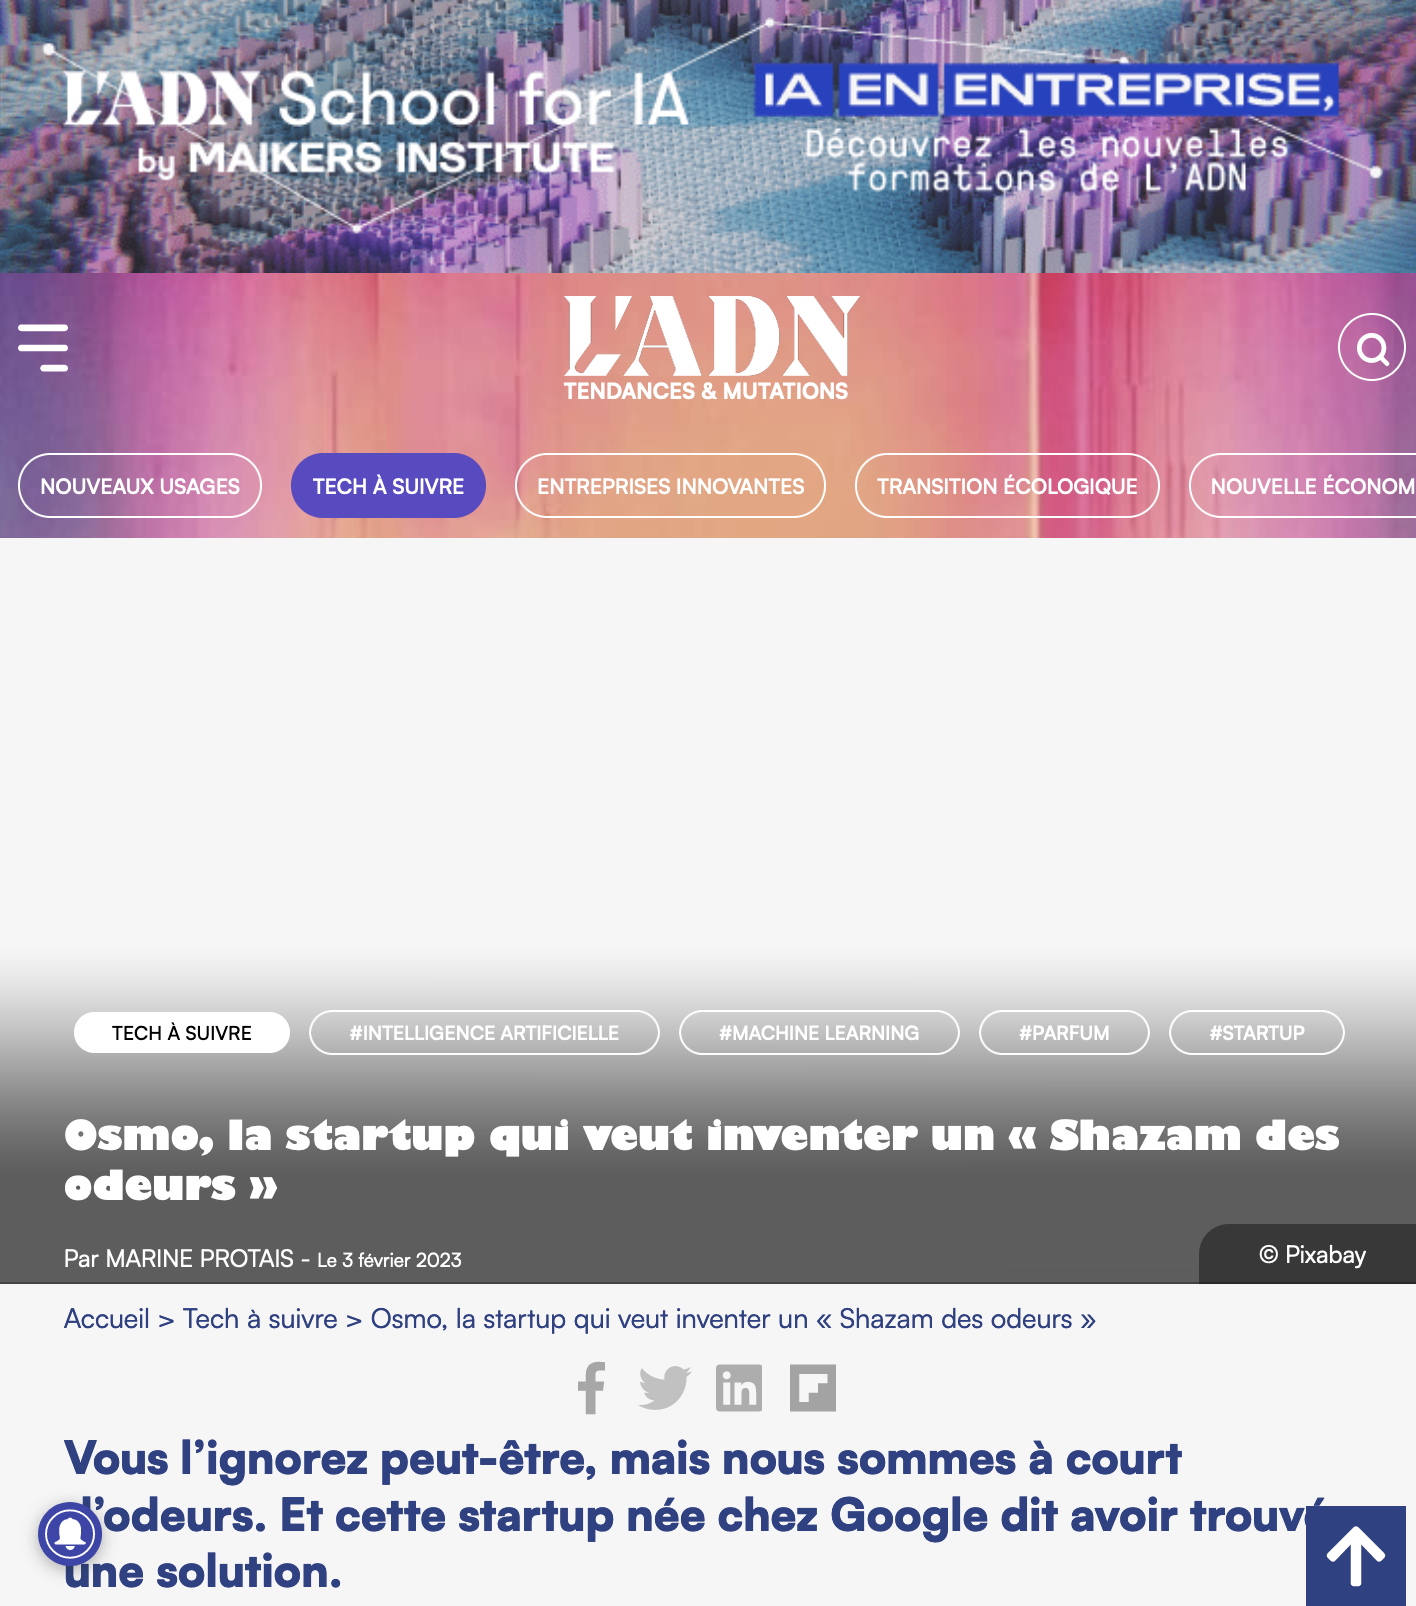 L'ADN School for IA
by MAIKERS INSTITUTE
IA EN ENTREPRISE,
Découvrez les nouvelles
formations de L'ADN
L'ADN
TENDANCES & MUTATIONS
NOUVEAUX USAGES
TECH À SUIVRE
ENTREPRISES INNOVANTES
TRANSITION ÉCOLOGIQUE
NOUVELLE ÉCONOM
TECH À SUIVRE
#INTELLIGENCE ARTIFICIELLE
#MACHINE LEARNING
#PARFUM
#STARTUP
Osmo, la startup qui veut inventer un « Shazam des
odeurs »
Par MARINE PROTAIS - Le 3 février 2023
© Pixabay
Accueil > Tech à suivre > Osmo, la startup qui veut inventer un « Shazam des odeurs »
Vous l’ignorez peut-être, mais nous sommes à court
d’odeurs. Et cette startup née chez Google dit avoir trouvé
une solution.